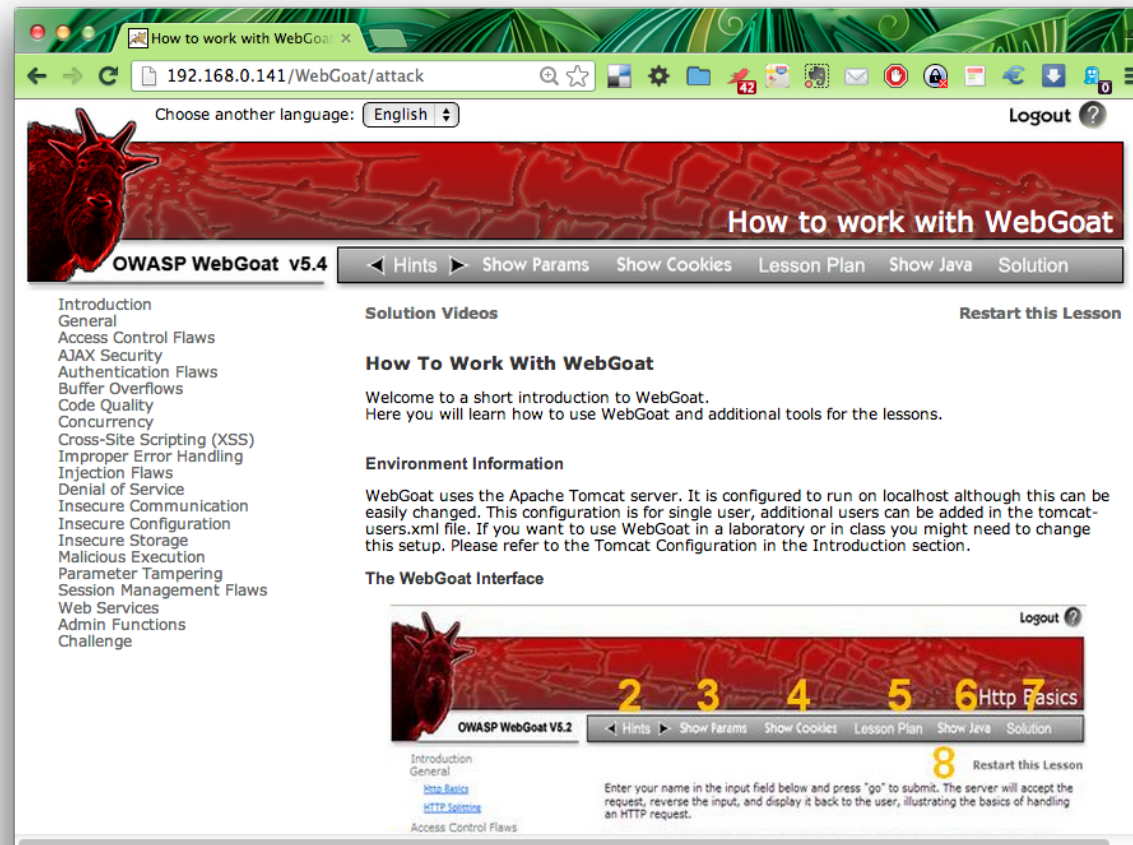 How to work with WebGoat
192.168.0.141/WebGoat/attack
42
0
Choose another language: English
Logout ?
How to work with WebGoat
OWASP WebGoat v5.4
Hints Show Params Show Cookies Lesson Plan Show Java Solution
Introduction
General
Access Control Flaws
AJAX Security
Authentication Flaws
Buffer Overflows
Code Quality
Concurrency
Cross-Site Scripting (XSS)
Improper Error Handling
Injection Flaws
Denial of Service
Insecure Communication
Insecure Configuration
Insecure Storage
Malicious Execution
Parameter Tampering
Session Management Flaws
Web Services
Admin Functions
Challenge
Solution Videos
Restart this Lesson
How To Work With WebGoat
Welcome to a short introduction to WebGoat.
Here you will learn how to use WebGoat and additional tools for the lessons.
Environment Information
WebGoat uses the Apache Tomcat server. It is configured to run on localhost although this can be
easily changed. This configuration is for single user, additional users can be added in the tomcat-
users.xml file. If you want to use WebGoat in a laboratory or in class you might need to change
this setup. Please refer to the Tomcat Configuration in the Introduction section.
The WebGoat Interface
Logout ?
2 3 4 5 6 7
Http Basics
OWASP WebGoat V5.2
Hints Show Params Show Cookies Lesson Plan Show Java Solution
8
Restart this Lesson
Introduction
General
Http Basics
HTTP Splitting
Access Control Flaws
Enter your name in the input field below and press "go" to submit. The server will accept the
request, reverse the input, and display it back to the user, illustrating the basics of handling
an HTTP request.